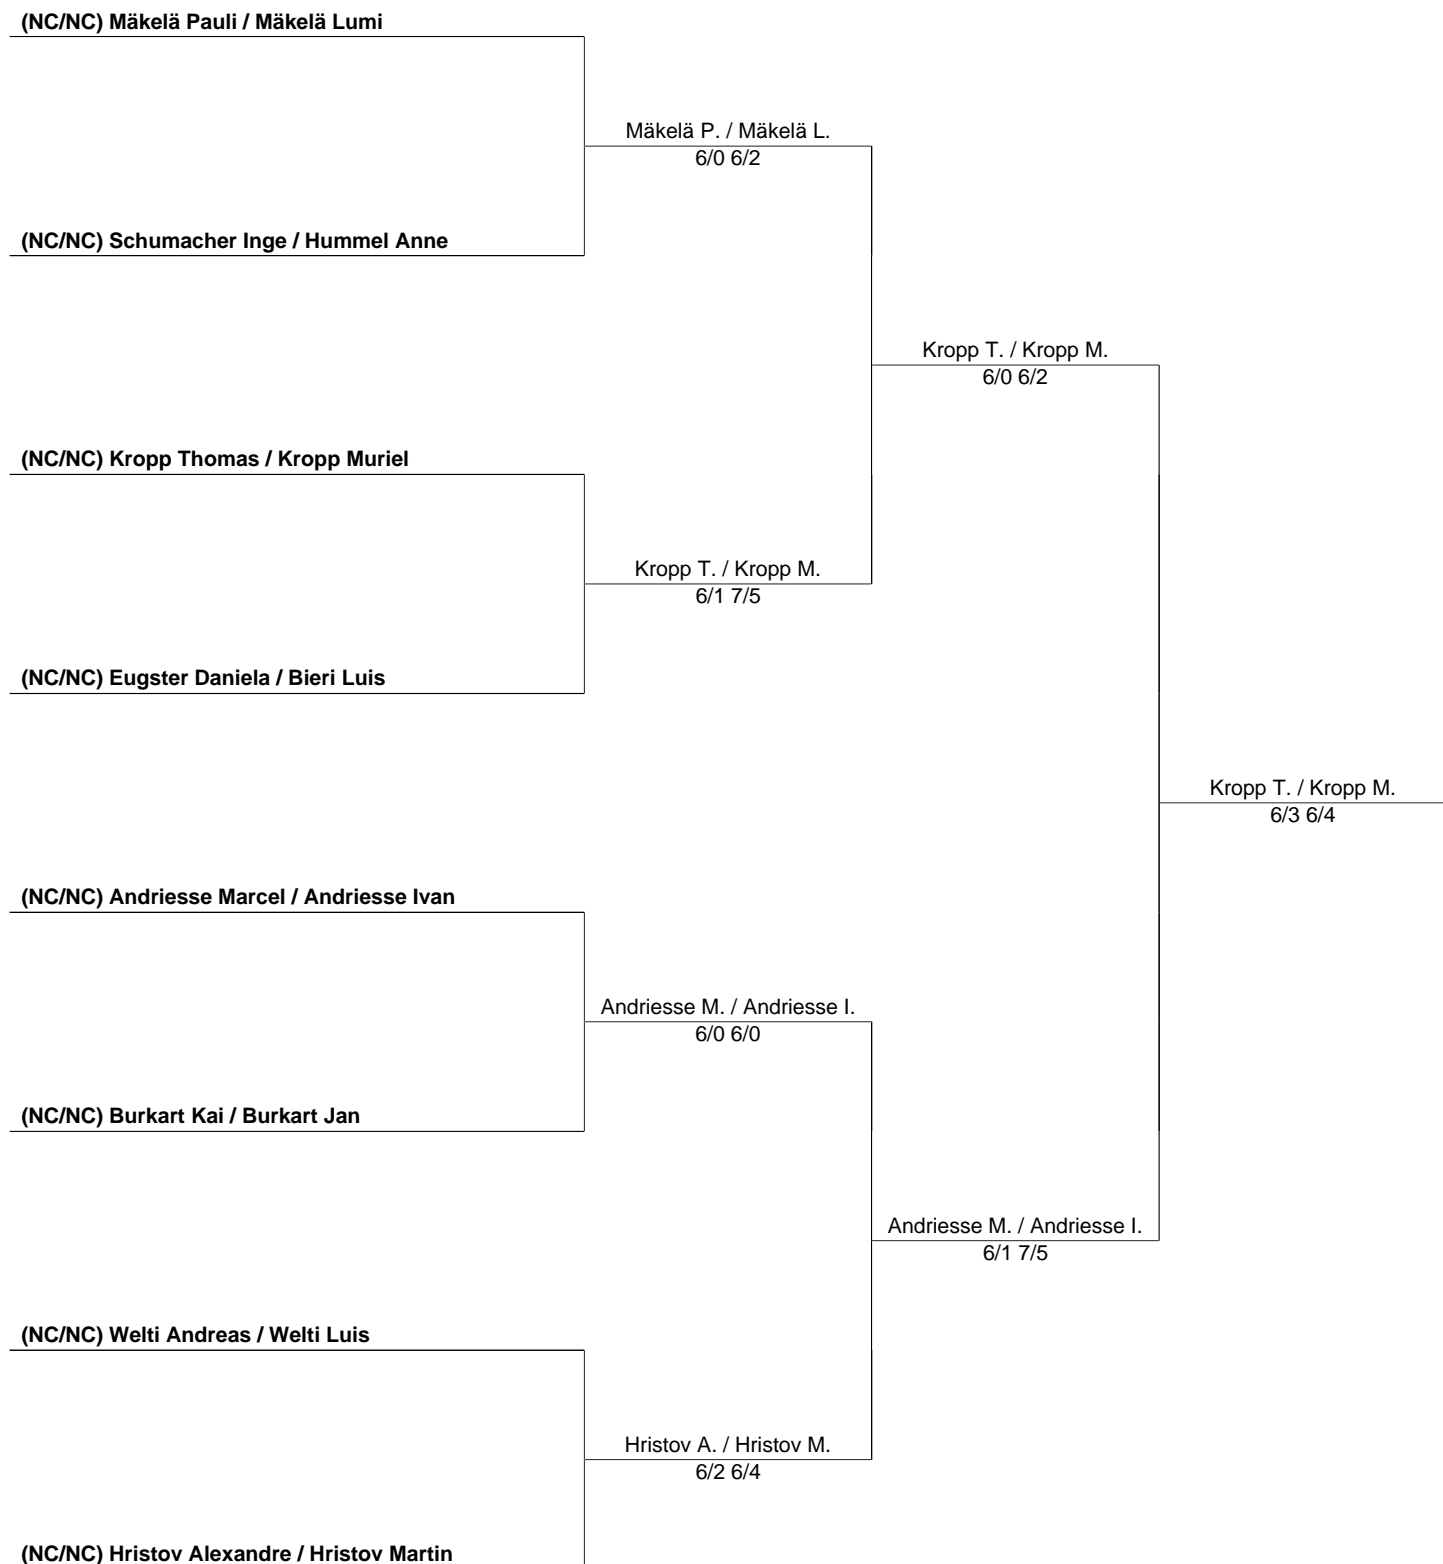 (NC/NC) Mäkelä Pauli / Mäkelä Lumi
Mäkelä P. / Mäkelä L.
6/0 6/2
(NC/NC) Schumacher Inge / Hummel Anne
Kropp T. / Kropp M.
6/0 6/2
(NC/NC) Kropp Thomas / Kropp Muriel
Kropp T. / Kropp M.
6/1 7/5
(NC/NC) Eugster Daniela / Bieri Luis
Kropp T. / Kropp M.
6/3 6/4
(NC/NC) Andriesse Marcel / Andriesse Ivan
Andriesse M. / Andriesse I.
6/0 6/0
(NC/NC) Burkart Kai / Burkart Jan
Andriesse M. / Andriesse I.
6/1 7/5
(NC/NC) Welti Andreas / Welti Luis
Hristov A. / Hristov M.
6/2 6/4
(NC/NC) Hristov Alexandre / Hristov Martin